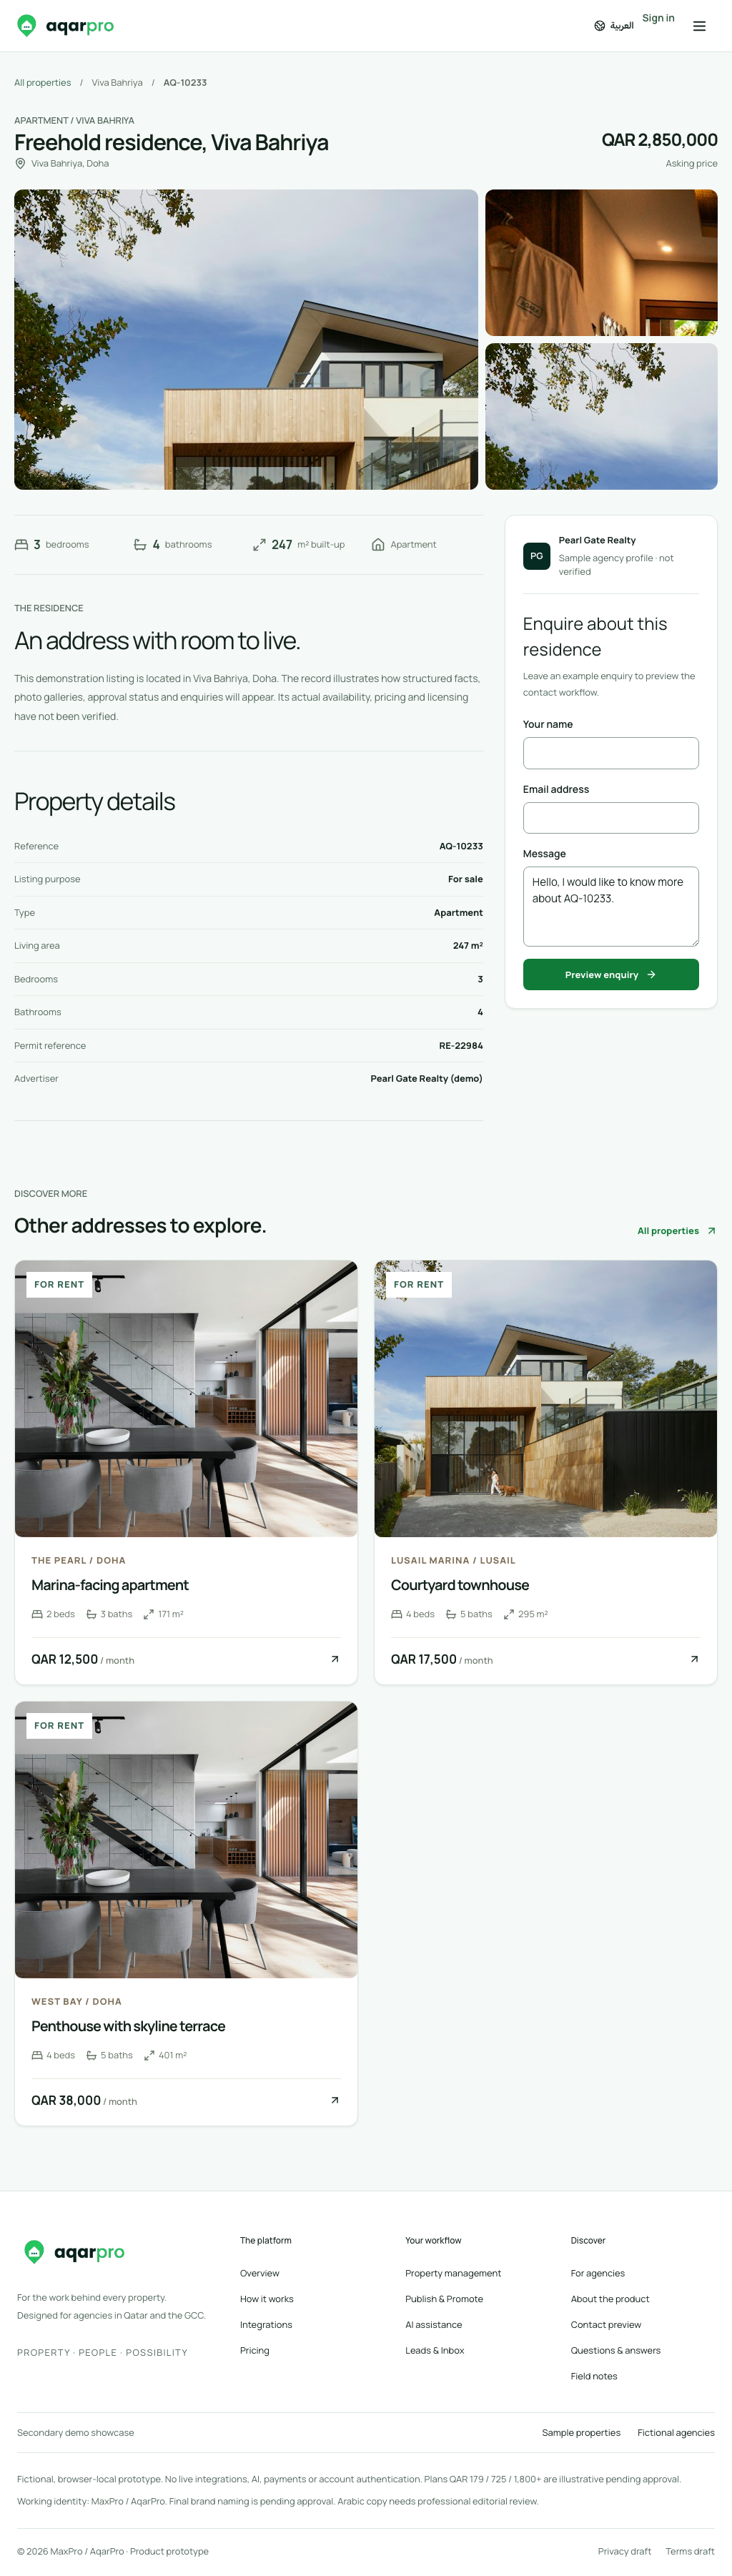 aqarpro
العربية
Sign in
All properties / Viva Bahriya / AQ-10233
APARTMENT / VIVA BAHRIYA
Freehold residence, Viva Bahriya
Viva Bahriya, Doha
QAR 2,850,000
Asking price
3 bedrooms
4 bathrooms
247 m² built-up
Apartment
THE RESIDENCE
An address with room to live.
This demonstration listing is located in Viva Bahriya, Doha. The record illustrates how structured facts,
photo galleries, approval status and enquiries will appear. Its actual availability, pricing and licensing
have not been verified.
Property details
Reference AQ-10233
Listing purpose For sale
Type Apartment
Living area 247 m²
Bedrooms 3
Bathrooms 4
Permit reference RE-22984
Advertiser Pearl Gate Realty (demo)
PG
Pearl Gate Realty
Sample agency profile · not
verified
Enquire about this
residence
Leave an example enquiry to preview the
contact workflow.
Your name
Email address
Message
Hello, I would like to know more
about AQ-10233.
Preview enquiry
DISCOVER MORE
Other addresses to explore.
All properties
FOR RENT
THE PEARL / DOHA
Marina-facing apartment
2 beds 3 baths 171 m²
QAR 12,500 / month
FOR RENT
LUSAIL MARINA / LUSAIL
Courtyard townhouse
4 beds 5 baths 295 m²
QAR 17,500 / month
FOR RENT
WEST BAY / DOHA
Penthouse with skyline terrace
4 beds 5 baths 401 m²
QAR 38,000 / month
aqarpro
For the work behind every property.
Designed for agencies in Qatar and the GCC.
PROPERTY · PEOPLE · POSSIBILITY
The platform
Overview
How it works
Integrations
Pricing
Your workflow
Property management
Publish & Promote
AI assistance
Leads & Inbox
Discover
For agencies
About the product
Contact preview
Questions & answers
Field notes
Secondary demo showcase
Sample properties
Fictional agencies
Fictional, browser-local prototype. No live integrations, AI, payments or account authentication. Plans QAR 179 / 725 / 1,800+ are illustrative pending approval.
Working identity: MaxPro / AqarPro. Final brand naming is pending approval. Arabic copy needs professional editorial review.
© 2026 MaxPro / AqarPro · Product prototype
Privacy draft
Terms draft